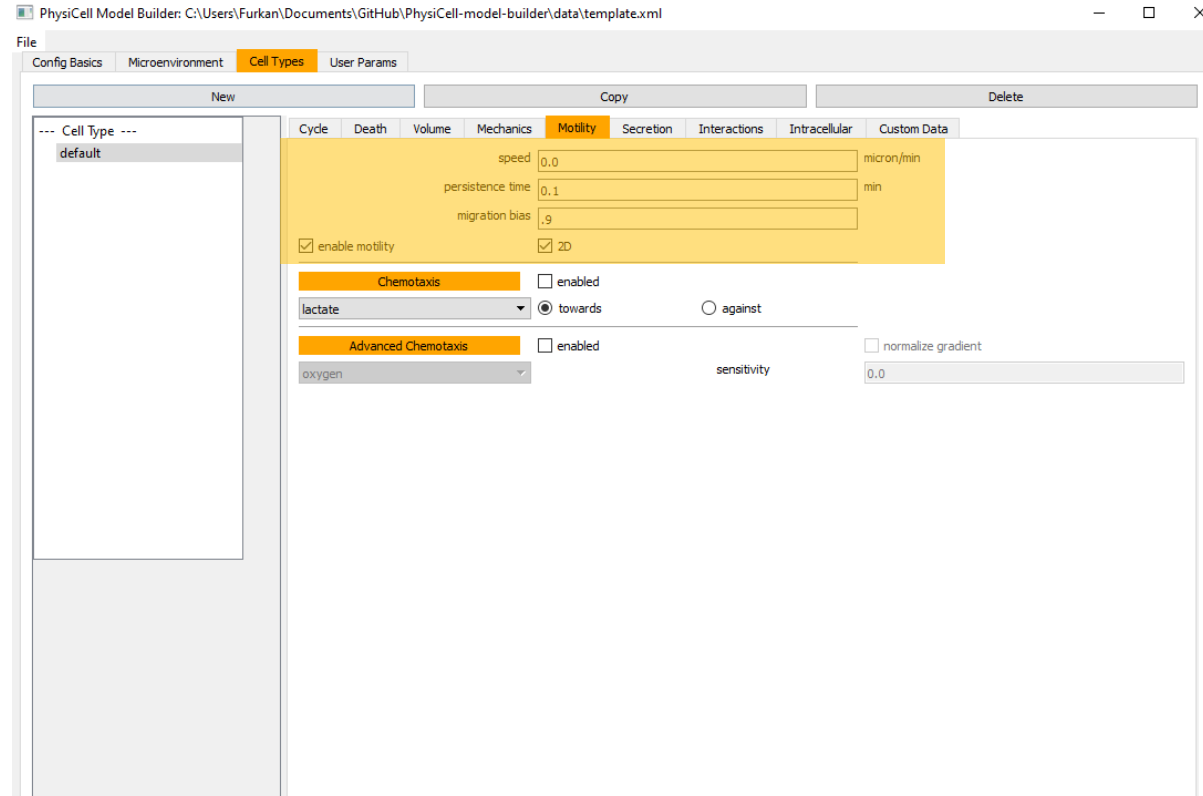 PhysiCell Model Builder: C:\Users\Furkan\Documents\GitHub\PhysiCell-model-builder\data\template.xml
File
Config Basics Microenvironment Cell Types User Params
New Copy Delete
--- Cell Type ---
default
Cycle Death Volume Mechanics Motility Secretion Interactions Intracellular Custom Data
speed 0.0 micron/min
persistence time 0.1 min
migration bias .9
enable motility 2D
Chemotaxis enabled
lactate towards against
Advanced Chemotaxis enabled normalize gradient
oxygen sensitivity 0.0